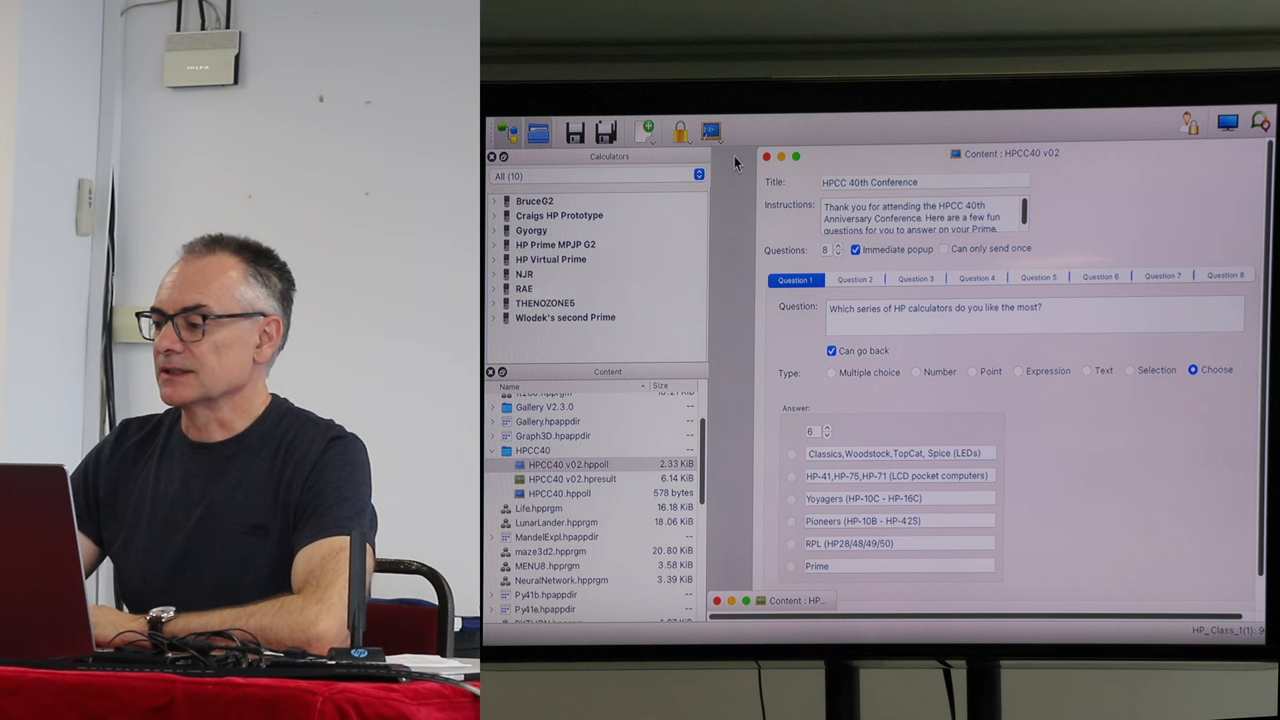 Calculators
All (10)
BruceG2
Craigs HP Prototype
Gyorgy
HP Prime MPJP G2
HP Virtual Prime
NJR
RAE
THENOZONE5
Wlodek's second Prime
Content
Name Size
Gallery V2.3.0 --
Gallery.hpappdir --
Graph3D.hpappdir --
HPCC40 --
HPCC40 v02.hppoll 2.33 KiB
HPCC40 v02.hpresult 6.14 KiB
HPCC40.hppoll 578 bytes
Life.hpprgm 16.18 KiB
LunarLander.hpprgm 18.06 KiB
MandelExpl.hpappdir --
maze3d2.hpprgm 20.80 KiB
MENU8.hpprgm 3.58 KiB
NeuralNetwork.hpprgm 3.39 KiB
Py41b.hpappdir --
Py41e.hpappdir --
Content : HPCC40 v02
Title: HPCC 40th Conference
Instructions: Thank you for attending the HPCC 40th
Anniversary Conference. Here are a few fun
questions for you to answer on your Prime.
Questions: 8 Immediate popup Can only send once
Question 1 Question 2 Question 3 Question 4 Question 5 Question 6 Question 7 Question 8
Question: Which series of HP calculators do you like the most?
Can go back
Type: Multiple choice Number Point Expression Text Selection Choose
Answer:
6
Classics,Woodstock,TopCat, Spice (LEDs)
HP-41,HP-75,HP-71 (LCD pocket computers)
Voyagers (HP-10C - HP-16C)
Pioneers (HP-10B - HP-42S)
RPL (HP28/48/49/50)
Prime
Content : HP...
HP_Class_1(1): 9
hp